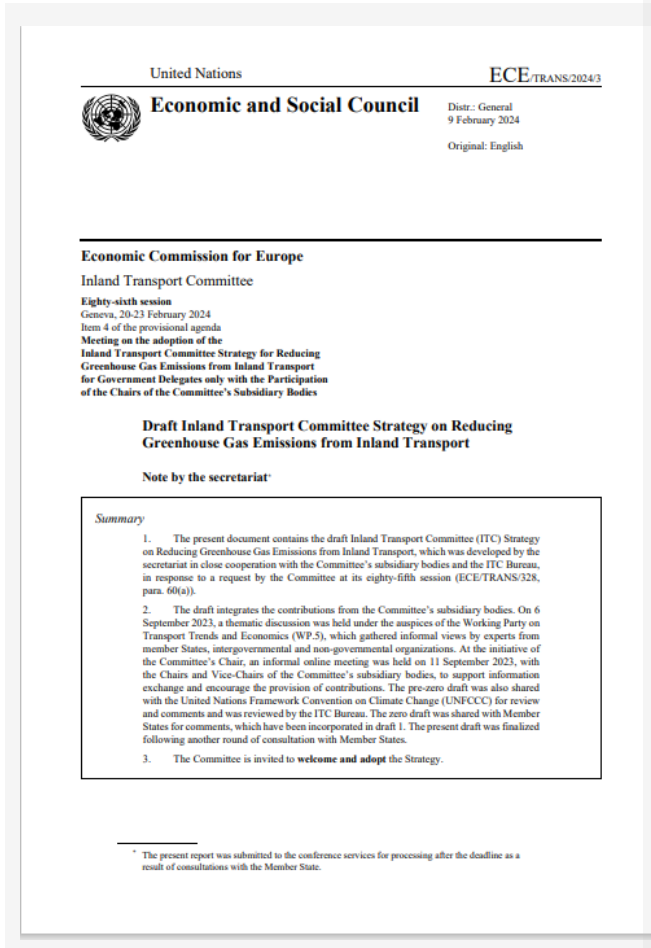 United Nations
ECE/TRANS/2024/3
Economic and Social Council
Distr.: General
9 February 2024
Original: English
Economic Commission for Europe
Inland Transport Committee
Eighty-sixth session
Geneva, 20-23 February 2024
Item 4 of the provisional agenda
Meeting on the adoption of the
Inland Transport Committee Strategy for Reducing
Greenhouse Gas Emissions from Inland Transport
for Government Delegates only with the Participation
of the Chairs of the Committee's Subsidiary Bodies
Draft Inland Transport Committee Strategy on Reducing
Greenhouse Gas Emissions from Inland Transport
Note by the secretariat*
Summary
1. The present document contains the draft Inland Transport Committee (ITC) Strategy
on Reducing Greenhouse Gas Emissions from Inland Transport, which was developed by the
secretariat in close cooperation with the Committee's subsidiary bodies and the ITC Bureau,
in response to a request by the Committee at its eighty-fifth session (ECE/TRANS/328,
para. 60(a)).
2. The draft integrates the contributions from the Committee's subsidiary bodies. On 6
September 2023, a thematic discussion was held under the auspices of the Working Party on
Transport Trends and Economics (WP.5), which gathered informal views by experts from
member States, intergovernmental and non-governmental organizations. At the initiative of
the Committee's Chair, an informal online meeting was held on 11 September 2023, with
the Chairs and Vice-Chairs of the Committee's subsidiary bodies, to support information
exchange and encourage the provision of contributions. The pre-zero draft was also shared
with the United Nations Framework Convention on Climate Change (UNFCCC) for review
and comments and was reviewed by the ITC Bureau. The zero draft was shared with Member
States for comments, which have been incorporated in draft 1. The present draft was finalized
following another round of consultation with Member States.
3. The Committee is invited to welcome and adopt the Strategy.
* The present report was submitted to the conference services for processing after the deadline as a
result of consultations with the Member State.